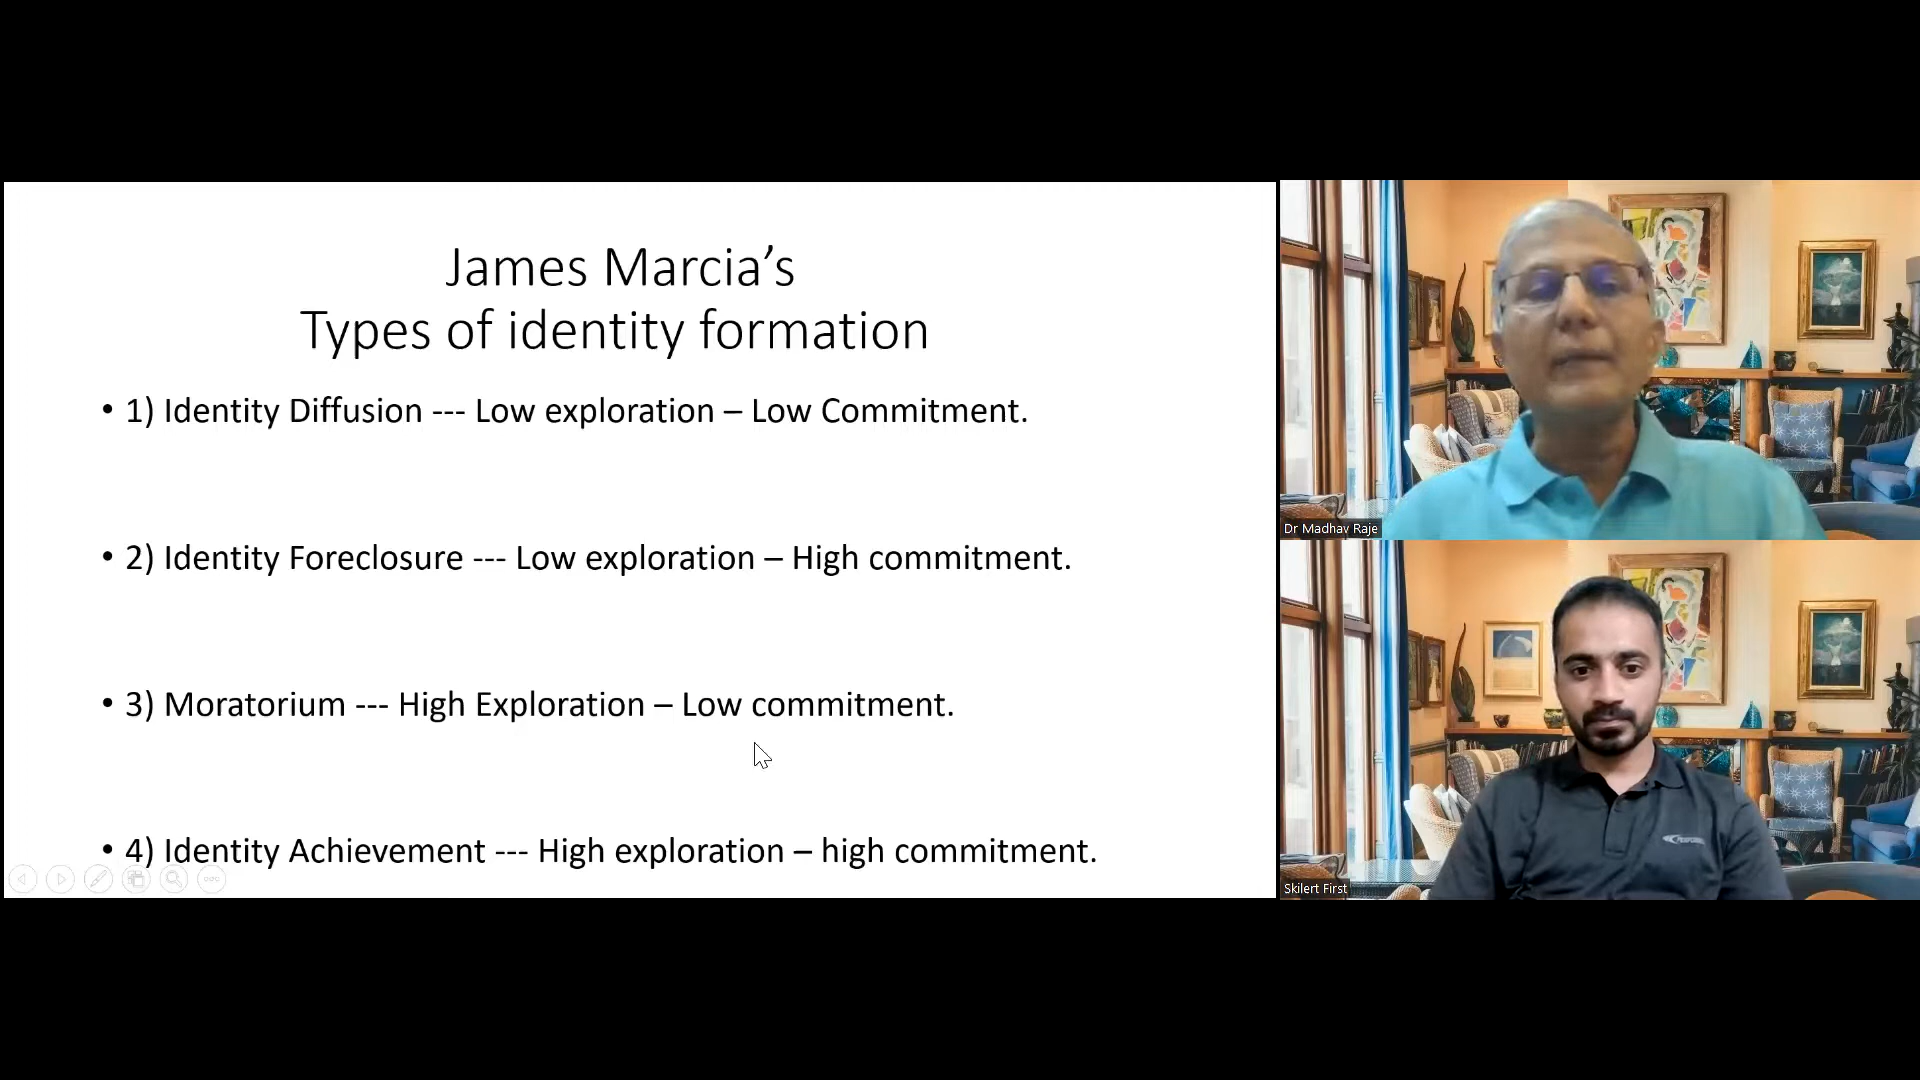 James Marcia’s
Types of identity formation
• 1) Identity Diffusion --- Low exploration – Low Commitment.
• 2) Identity Foreclosure --- Low exploration – High commitment.
• 3) Moratorium --- High Exploration – Low commitment.
• 4) Identity Achievement --- High exploration – high commitment.
Dr Madhav Raje
Skilert First